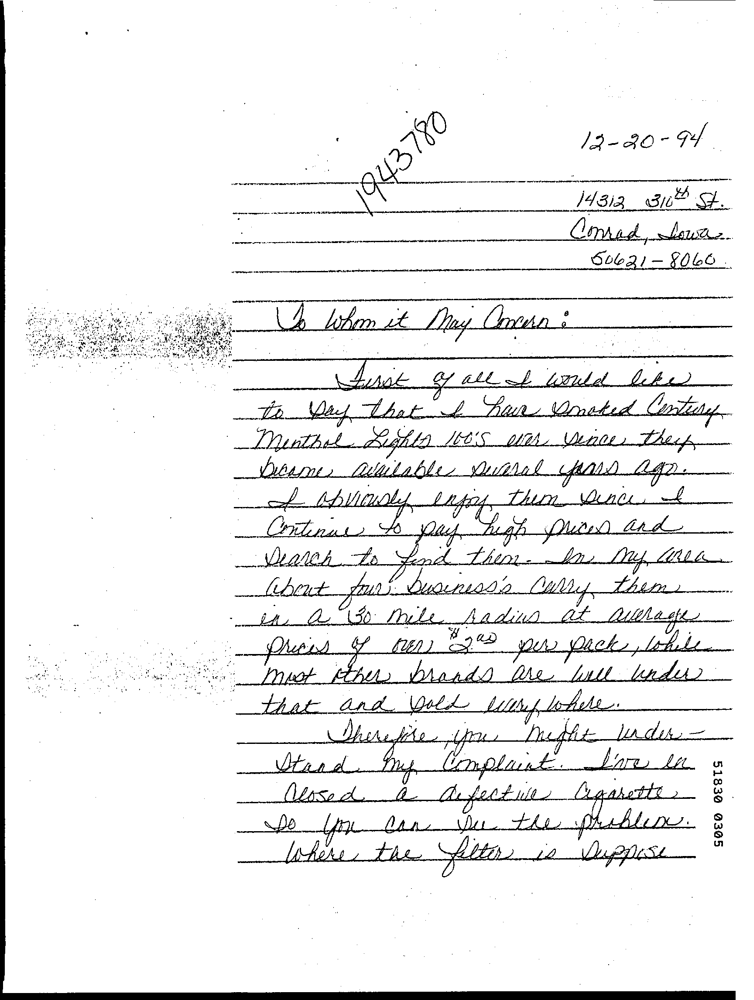 1943780
12-20-94
14312 316th St.
Conrad, Iowa
50621-8060
To Whom it May Concern:
First of all I would like
to say that I have smoked Century
Menthol Lights 100's ever since they
became available several years ago.
I obviously enjoy them since I
Continue to pay high prices and
search to find them. In my area
about four business's carry them
in a 30 mile radius at average
prices of over $2.00 per pack, while
most other brands are well under
that and sold every where.
Therefore, you might under-
stand my Complaint. I've en
closed a defective Cigarette
so you can see the problem.
Where the filter is suppose
51830 0305